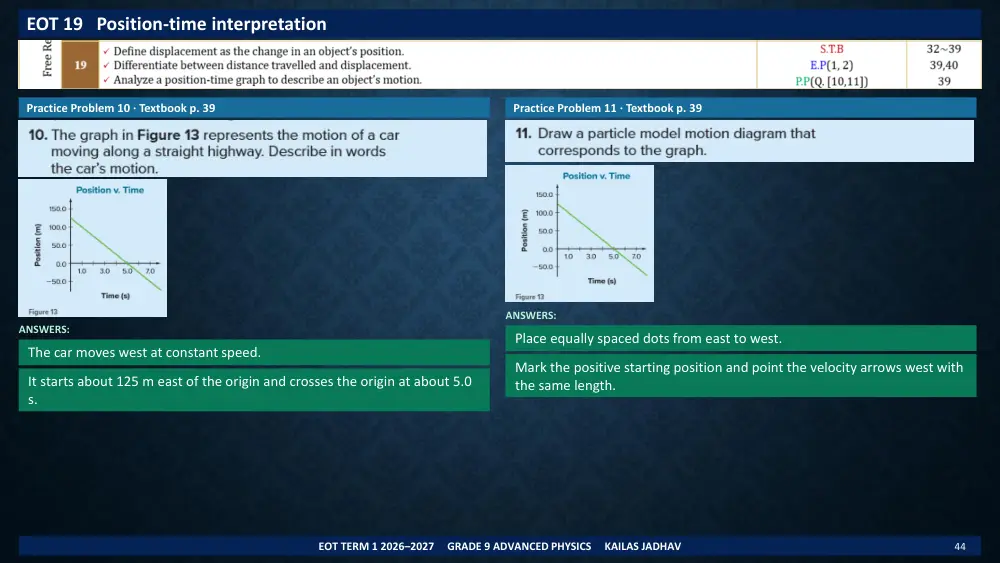 EOT 19 Position-time interpretation
Free Re
19
✓ Define displacement as the change in an object's position.
✓ Differentiate between distance travelled and displacement.
✓ Analyze a position-time graph to describe an object's motion.
S.T.B
E.P(1, 2)
P.P(Q. [10,11])
32~39
39,40
39
Practice Problem 10 · Textbook p. 39
10. The graph in Figure 13 represents the motion of a car
moving along a straight highway. Describe in words
the car's motion.
Position v. Time
150.0
100.0
50.0
0.0
−50.0
Position (m)
1.0 3.0 5.0 7.0
Time (s)
Figure 13
ANSWERS:
The car moves west at constant speed.
It starts about 125 m east of the origin and crosses the origin at about 5.0
s.
Practice Problem 11 · Textbook p. 39
11. Draw a particle model motion diagram that
corresponds to the graph.
Position v. Time
150.0
100.0
50.0
0.0
−50.0
Position (m)
1.0 3.0 5.0 7.0
Time (s)
Figure 13
ANSWERS:
Place equally spaced dots from east to west.
Mark the positive starting position and point the velocity arrows west with
the same length.
EOT TERM 1 2026–2027 GRADE 9 ADVANCED PHYSICS KAILAS JADHAV
44